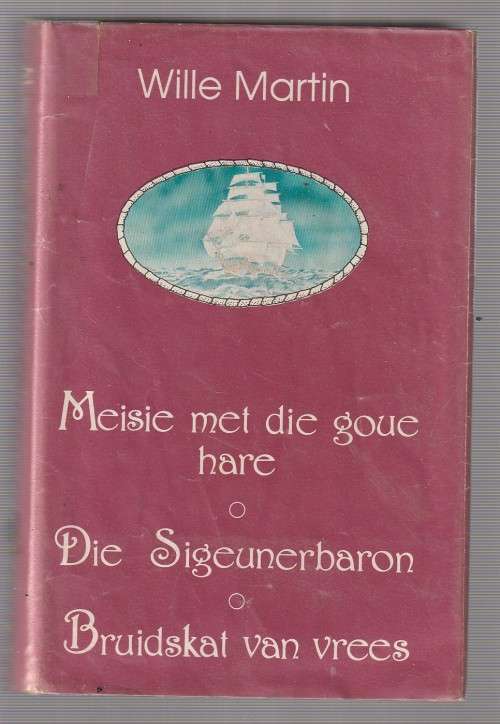 Wille Martin
Meisie met die goue
hare
Die Sigeunerbaron
Bruidskat van vrees